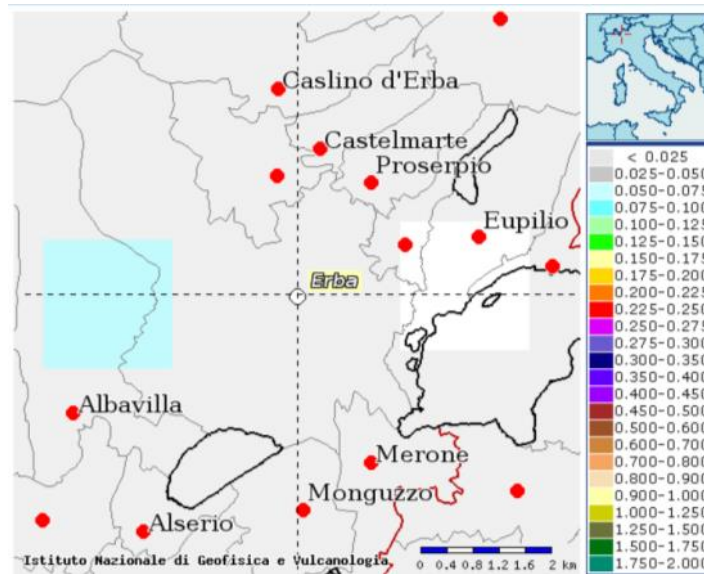 Caslino d'Erba
Castelmarte
Proserpio
Eupilio
Erba
Albavilla
Merone
Monguzzo
Alserio
Istituto Nazionale di Geofisica e Vulcanologia
0 0.4 0.8 1.2 1.6 2 km
< 0.025
0.025-0.050
0.050-0.075
0.075-0.100
0.100-0.125
0.125-0.150
0.150-0.175
0.175-0.200
0.200-0.225
0.225-0.250
0.250-0.275
0.275-0.300
0.300-0.350
0.350-0.400
0.400-0.450
0.450-0.500
0.500-0.600
0.600-0.700
0.700-0.800
0.800-0.900
0.900-1.000
1.000-1.250
1.250-1.500
1.500-1.750
1.750-2.000